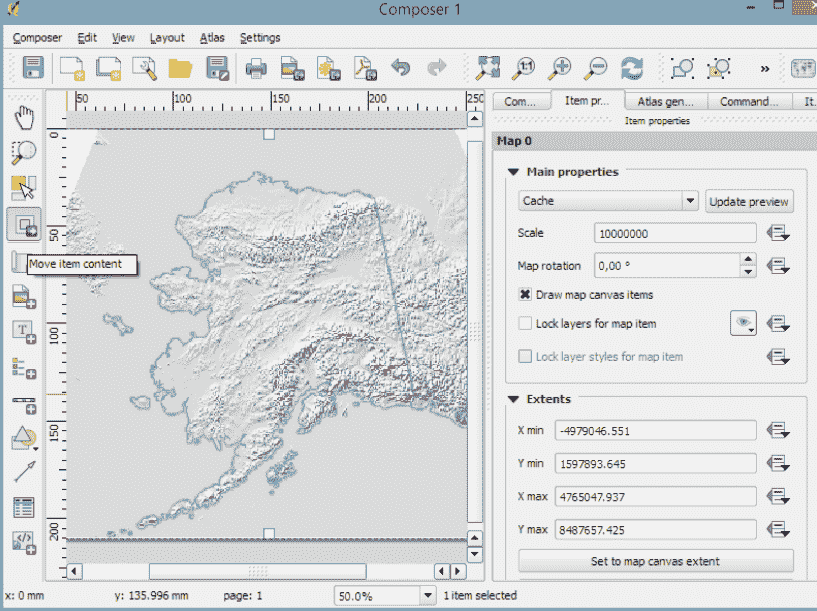 Composer 1
Composer Edit View Layout Atlas Settings
1:1 »
50 100 150 200 250
Com... Item pr... Atlas gen... Command... It.
Item properties
Map 0
Main properties
Cache Update preview
Scale 10000000
Map rotation 0,00 °
Draw map canvas items
Lock layers for map item
Lock layer styles for map item
Extents
X min -4979046.551
Y min 1597893.645
X max 4765047.937
Y max 8487657.425
Set to map canvas extent
0
50
100
150
200
Move item content
T
</>
x: 0 mm y: 135.996 mm page: 1 50.0% 1 item selected